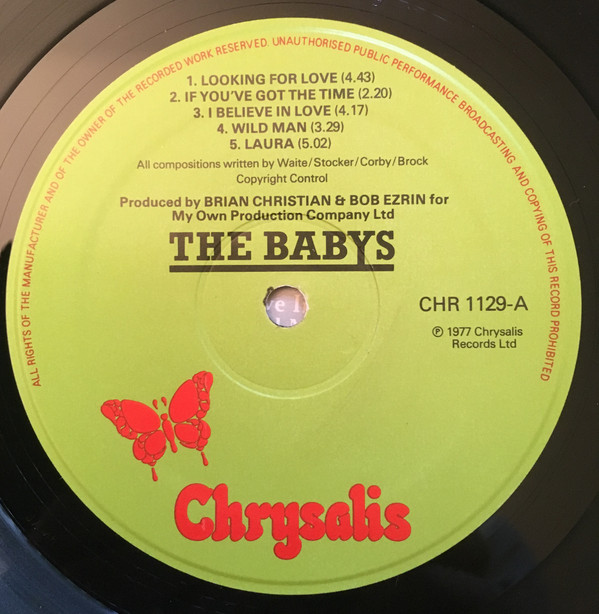 ALL RIGHTS OF THE MANUFACTURER AND OF THE OWNER OF THE RECORDED WORK RESERVED. UNAUTHORISED PUBLIC PERFORMANCE BROADCASTING AND COPYING OF THIS RECORD PROHIBITED
1. LOOKING FOR LOVE (4.43)
2. IF YOU'VE GOT THE TIME (2.20)
3. I BELIEVE IN LOVE (4.17)
4. WILD MAN (3.29)
5. LAURA (5.02)
All compositions written by Waite/Stocker/Corby/Brock
Copyright Control
Produced by BRIAN CHRISTIAN & BOB EZRIN for
My Own Production Company Ltd
THE BABYS
CHR 1129-A
℗ 1977 Chrysalis
Records Ltd
Chrysalis